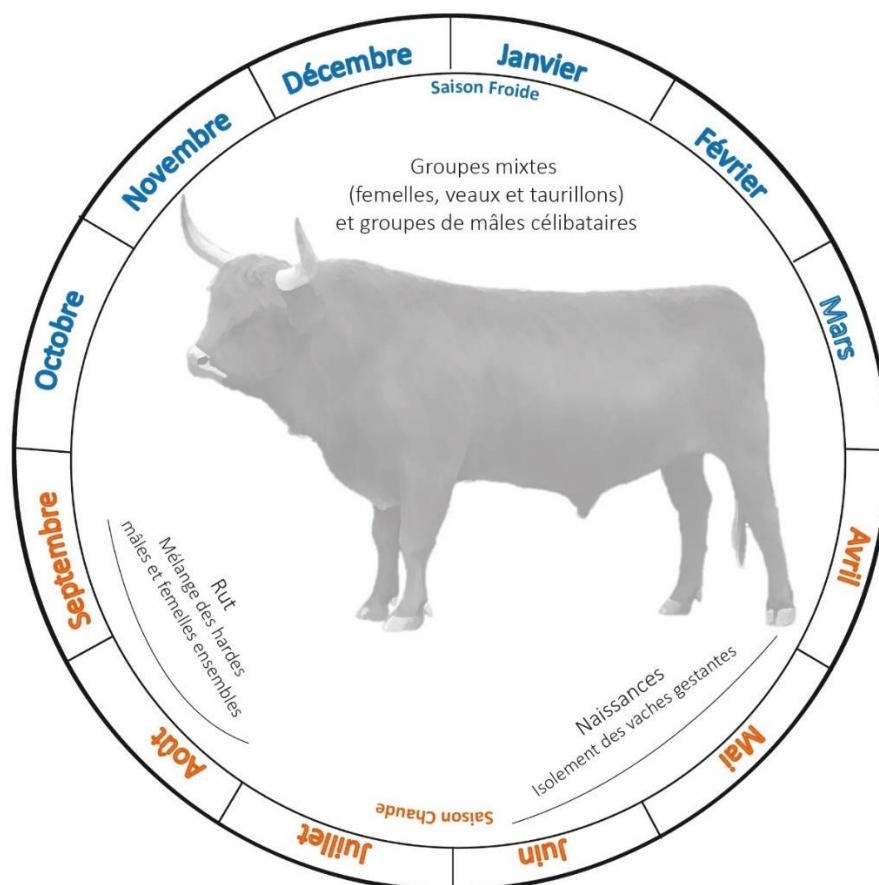 Décembre
Janvier
Saison Froide
Novembre
Février
Groupes mixtes
(femelles, veaux et taurillons)
et groupes de mâles célibataires
Octobre
Mars
Septembre
Avril
Rut
Mélange des hardes
mâles et femelles ensembles
Naissances
Isolement des vaches gestantes
Août
Mai
Saison Chaude
Juillet
Juin